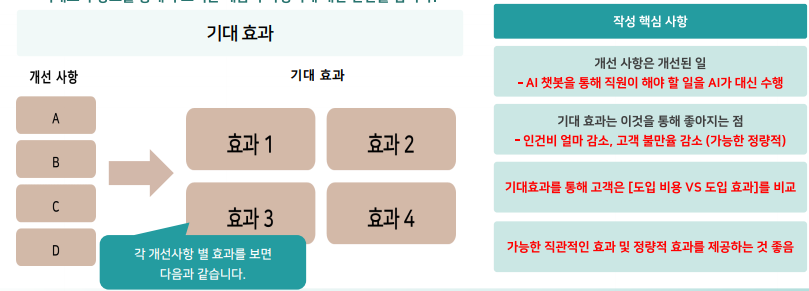 기대 효과
개선 사항
기대 효과
A
B
C
D
효과 1
효과 2
효과 3
효과 4
각 개선사항 별 효과를 보면
다음과 같습니다.
작성 핵심 사항
개선 사항은 개선된 일
- AI 챗봇을 통해 직원이 해야 할 일을 AI가 대신 수행
기대 효과는 이것을 통해 좋아지는 점
- 인건비 얼마 감소, 고객 불만율 감소 (가능한 정량적)
기대효과를 통해 고객은 [도입 비용 VS 도입 효과]를 비교
가능한 직관적인 효과 및 정량적 효과를 제공하는 것 좋음